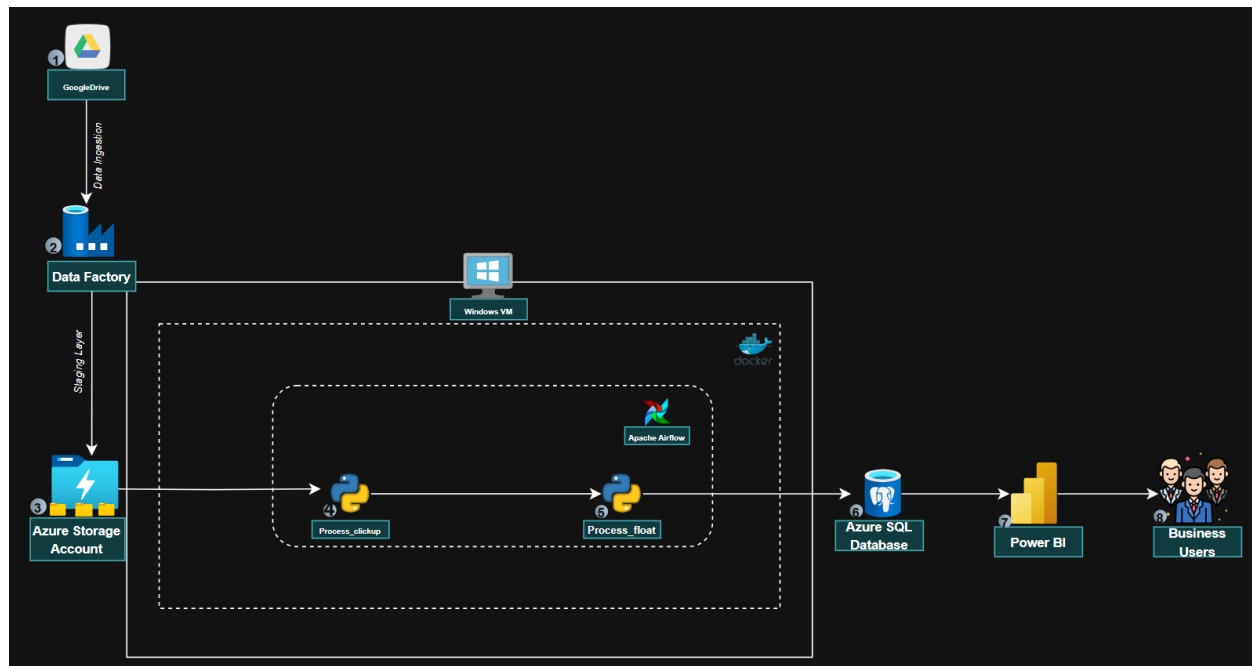 1
GoogleDrive
Data Ingestion
2
Data Factory
Staging Layer
3
Azure Storage
Account
Windows VM
docker
Apache Airflow
4
Process_clickup
5
Process_float
6
Azure SQL
Database
7
Power BI
8
Business
Users